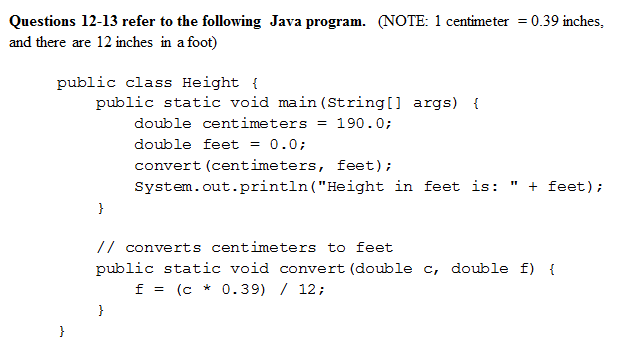 Questions 12-13 refer to the following Java program. (NOTE: 1 centimeter = 0.39 inches,
and there are 12 inches in a foot)
public class Height {
    public static void main(String[] args) {
        double centimeters = 190.0;
        double feet = 0.0;
        convert(centimeters, feet);
        System.out.println("Height in feet is: " + feet);
    }
    // converts centimeters to feet
    public static void convert(double c, double f) {
        f = (c * 0.39) / 12;
    }
}